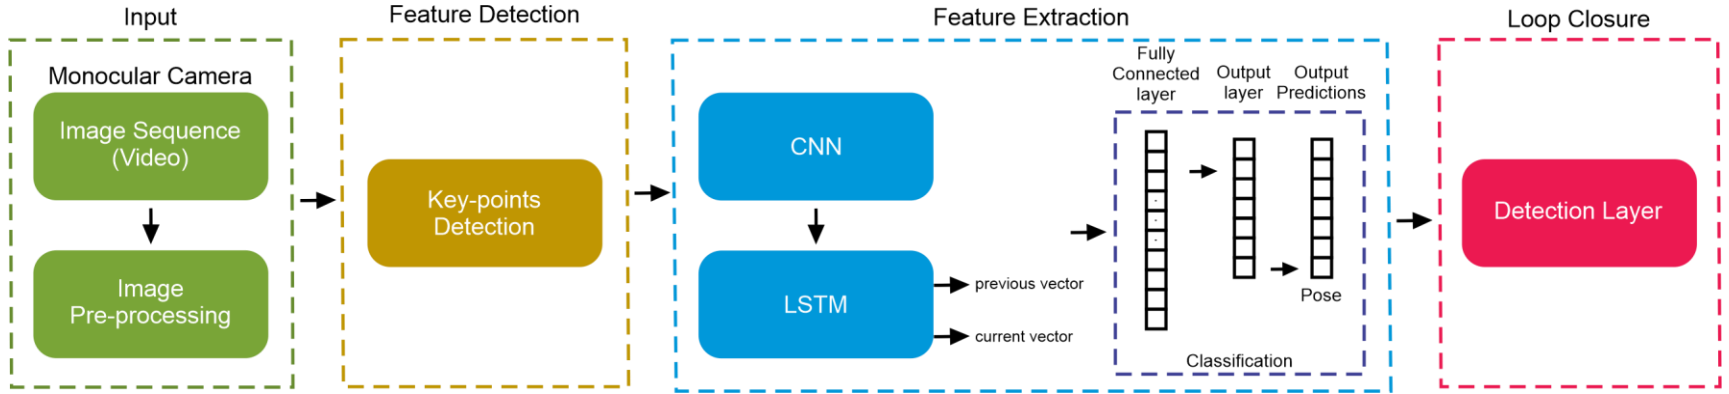 Input
Monocular Camera
Image Sequence
(Video)
Image
Pre-processing
Feature Detection
Key-points
Detection
Feature Extraction
CNN
LSTM
previous vector
current vector
Fully
Connected
layer
Output
layer
Output
Predictions
Pose
Classification
Loop Closure
Detection Layer